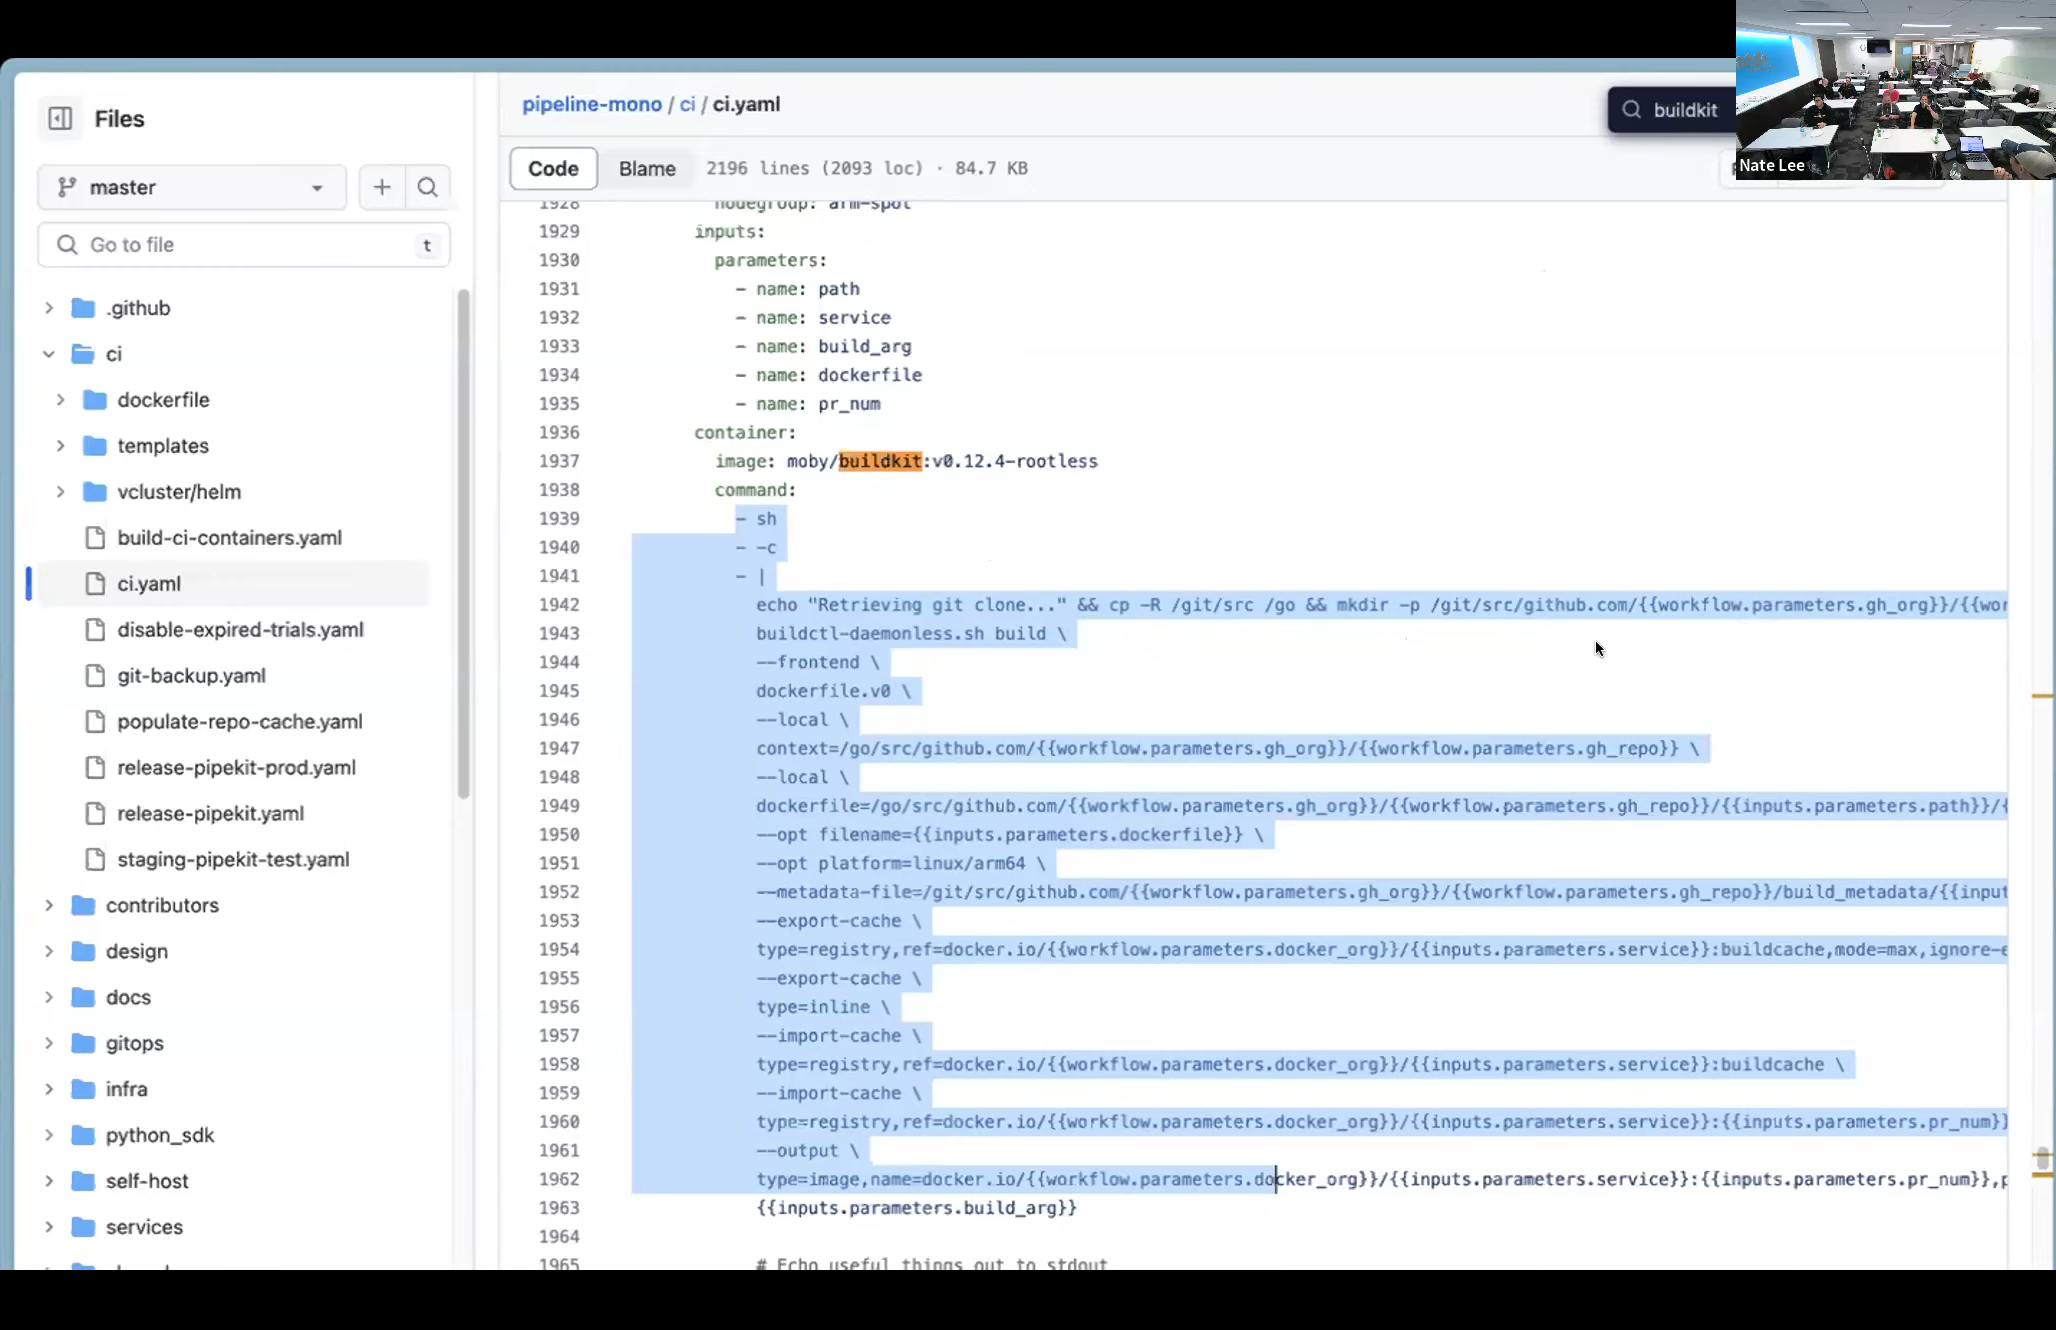 Files
master
Go to file
t
.github
ci
dockerfile
templates
vcluster/helm
build-ci-containers.yaml
ci.yaml
disable-expired-trials.yaml
git-backup.yaml
populate-repo-cache.yaml
release-pipekit-prod.yaml
release-pipekit.yaml
staging-pipekit-test.yaml
contributors
design
docs
gitops
infra
python_sdk
self-host
services
pipeline-mono / ci / ci.yaml
buildkit
Nate Lee
Code Blame 2196 lines (2093 loc) · 84.7 KB
1928 nodegroup: arm-spot
1929 inputs:
1930 parameters:
1931 - name: path
1932 - name: service
1933 - name: build_arg
1934 - name: dockerfile
1935 - name: pr_num
1936 container:
1937 image: moby/buildkit:v0.12.4-rootless
1938 command:
1939 - sh
1940 - -c
1941 - |
1942 echo "Retrieving git clone..." && cp -R /git/src /go && mkdir -p /git/src/github.com/{{workflow.parameters.gh_org}}/{{wor
1943 buildctl-daemonless.sh build \
1944 --frontend \
1945 dockerfile.v0 \
1946 --local \
1947 context=/go/src/github.com/{{workflow.parameters.gh_org}}/{{workflow.parameters.gh_repo}} \
1948 --local \
1949 dockerfile=/go/src/github.com/{{workflow.parameters.gh_org}}/{{workflow.parameters.gh_repo}}/{{inputs.parameters.path}}/{
1950 --opt filename={{inputs.parameters.dockerfile}} \
1951 --opt platform=linux/arm64 \
1952 --metadata-file=/git/src/github.com/{{workflow.parameters.gh_org}}/{{workflow.parameters.gh_repo}}/build_metadata/{{input
1953 --export-cache \
1954 type=registry,ref=docker.io/{{workflow.parameters.docker_org}}/{{inputs.parameters.service}}:buildcache,mode=max,ignore-e
1955 --export-cache \
1956 type=inline \
1957 --import-cache \
1958 type=registry,ref=docker.io/{{workflow.parameters.docker_org}}/{{inputs.parameters.service}}:buildcache \
1959 --import-cache \
1960 type=registry,ref=docker.io/{{workflow.parameters.docker_org}}/{{inputs.parameters.service}}:{{inputs.parameters.pr_num}}
1961 --output \
1962 type=image,name=docker.io/{{workflow.parameters.docker_org}}/{{inputs.parameters.service}}:{{inputs.parameters.pr_num}},p
1963 {{inputs.parameters.build_arg}}
1964
1965 # Echo useful things out to stdout